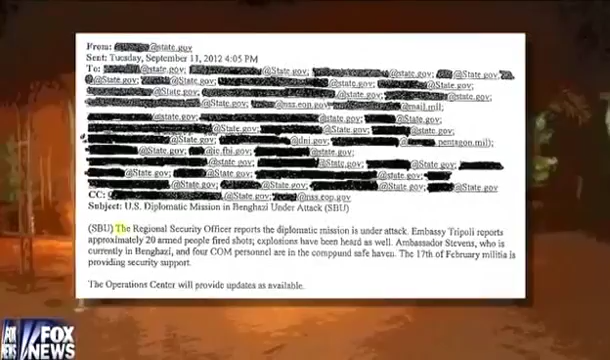 From: @state.gov
Sent: Tuesday, September 11, 2012 4:05 PM
To: @state.gov; @State.gov; @state.gov; @State.gov;
@State.gov; @State.gov; @State.gov;
@State.gov; @state.gov;
@State.gov; @nss.eop.gov; @mail.mil;
@state.gov; @State.gov;
@State.gov; @State.gov;
@State.gov; @dni.gov; pentagon.mil);
@State.gov; @ic.fbi.gov; @state.gov;
@State.gov; @State.gov;
@state.gov; @State.gov;
@State.gov; @State.gov; @State.gov;
CC: @State.gov; @nss.eop.gov
Subject: U.S. Diplomatic Mission in Benghazi Under Attack (SBU)
(SBU) The Regional Security Officer reports the diplomatic mission is under attack. Embassy Tripoli reports
approximately 20 armed people fired shots; explosions have been heard as well. Ambassador Stevens, who is
currently in Benghazi, and four COM personnel are in the compound safe haven. The 17th of February militia is
providing security support.
The Operations Center will provide updates as available.
FOX NEWS
FOX
NEWS